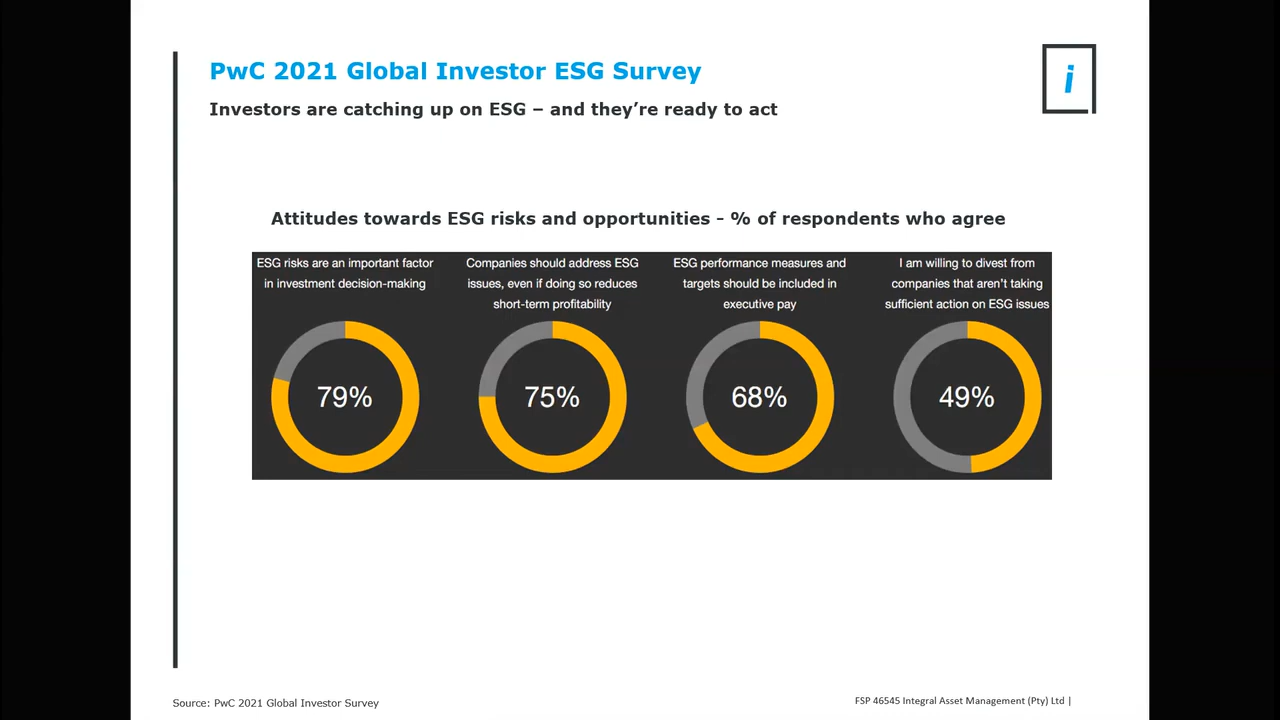 PwC 2021 Global Investor ESG Survey
i
Investors are catching up on ESG – and they’re ready to act
Attitudes towards ESG risks and opportunities - % of respondents who agree
ESG risks are an important factor
in investment decision-making
79%
Companies should address ESG
issues, even if doing so reduces
short-term profitability
75%
ESG performance measures and
targets should be included in
executive pay
68%
I am willing to divest from
companies that aren't taking
sufficient action on ESG issues
49%
Source: PwC 2021 Global Investor Survey
FSP 46545 Integral Asset Management (Pty) Ltd |